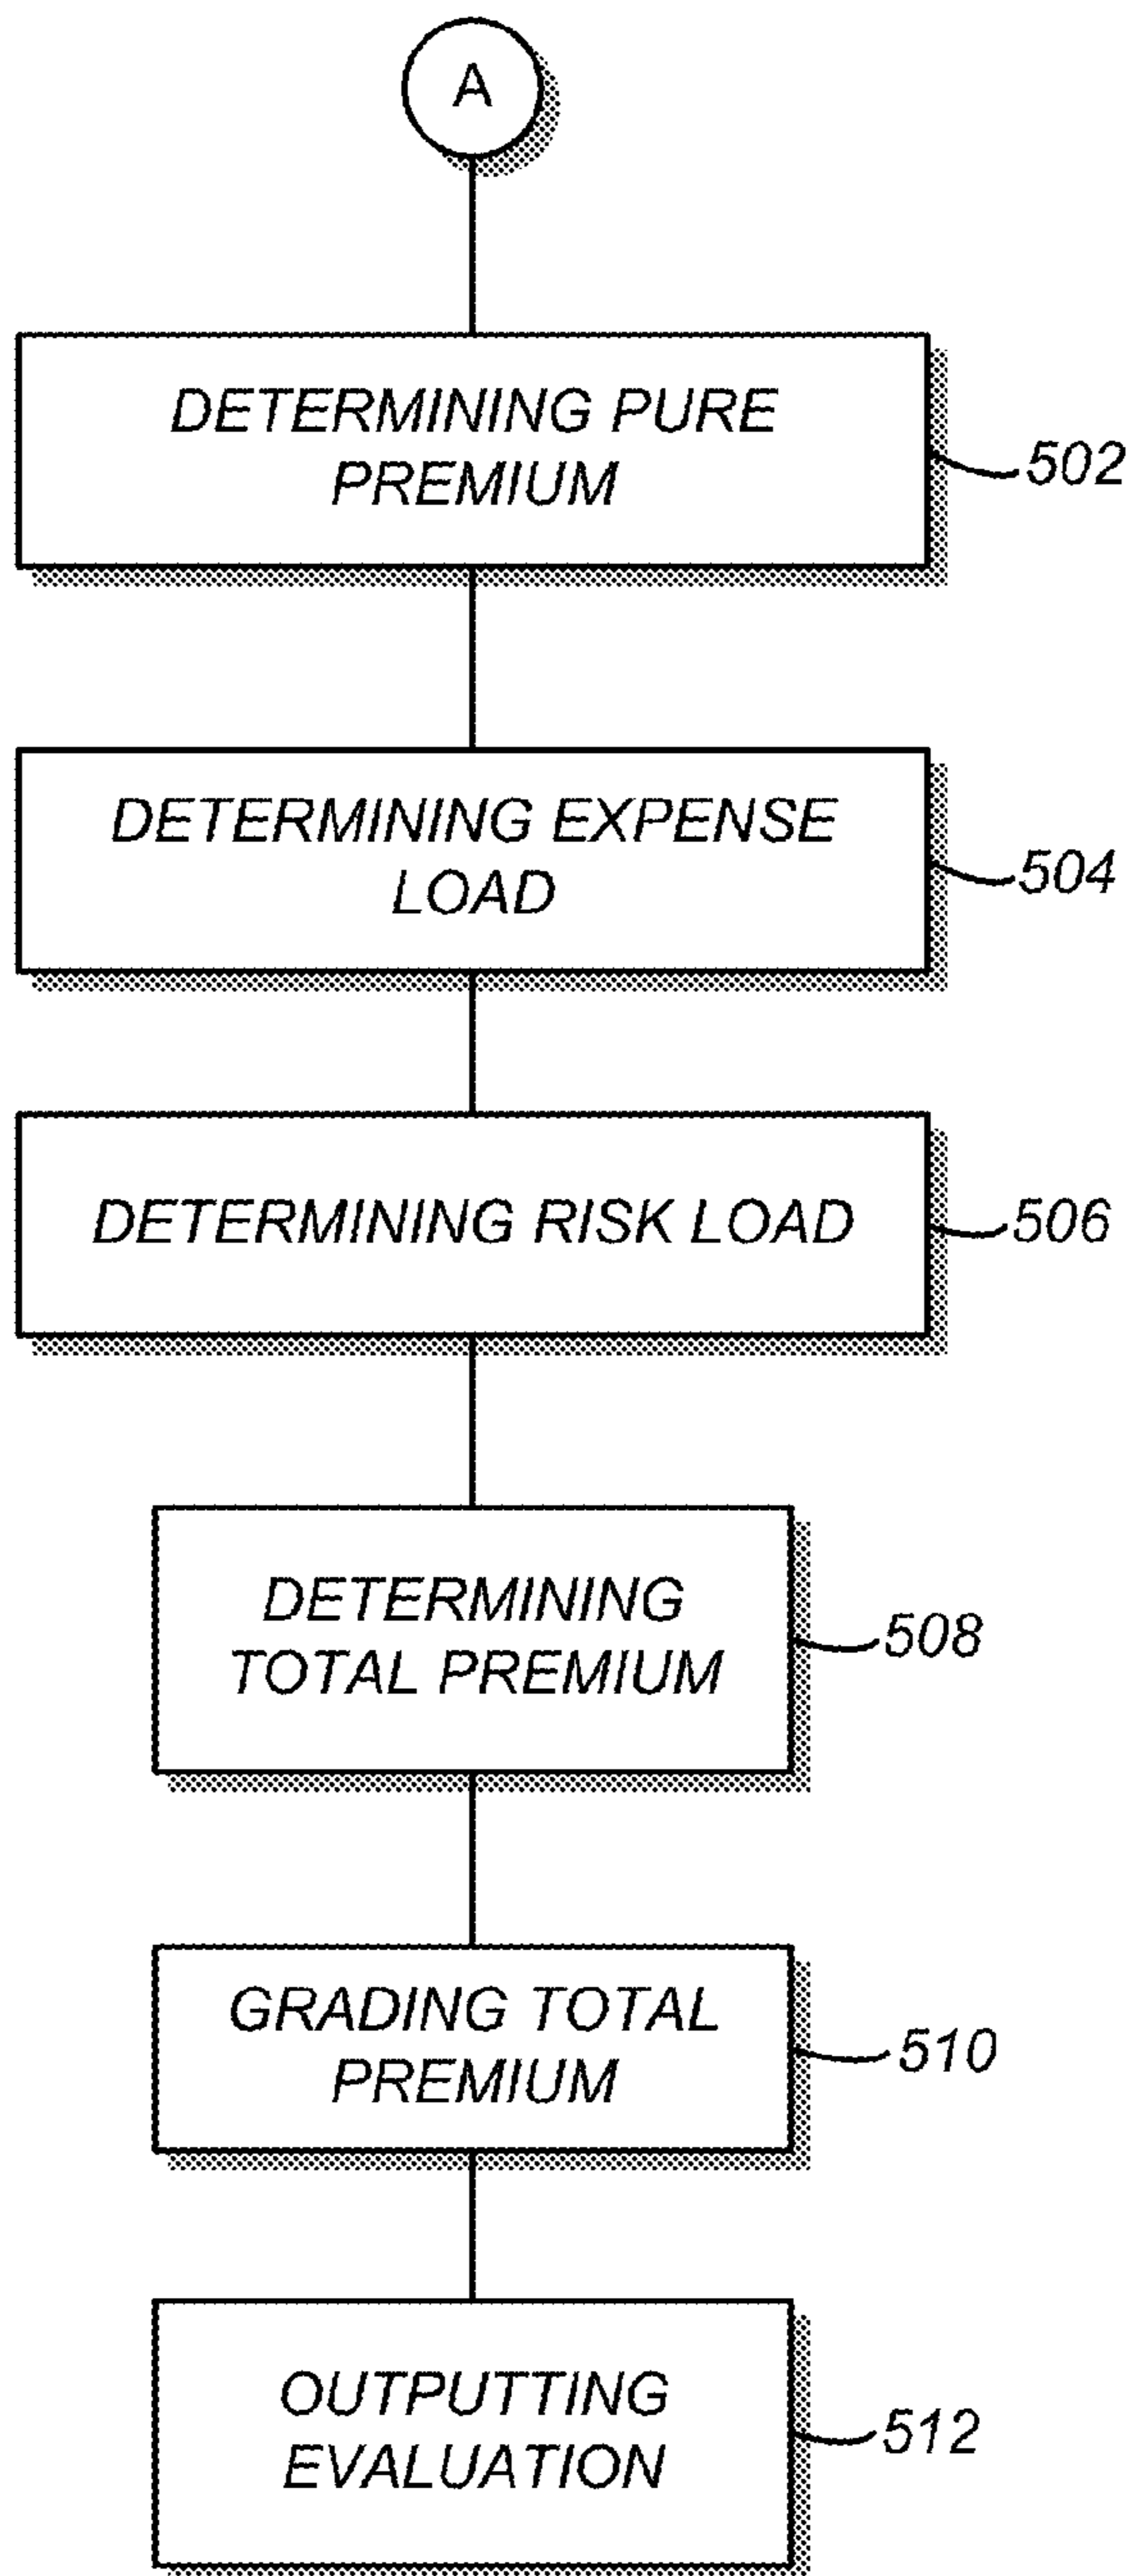 A
DETERMINING PURE
PREMIUM
502
DETERMINING EXPENSE
LOAD
504
DETERMINING RISK LOAD
506
DETERMINING
TOTAL PREMIUM
508
GRADING TOTAL
PREMIUM
510
OUTPUTTING
EVALUATION
512